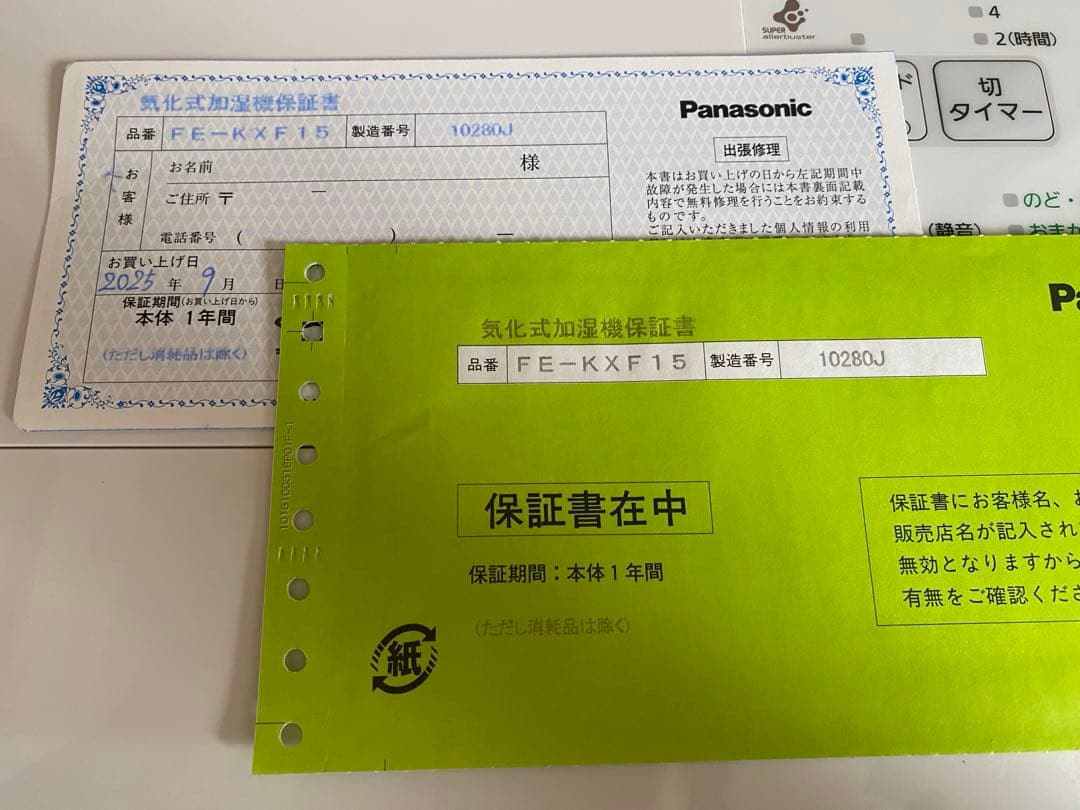 SUPER
allerbuster
4
2(時間)
切
タイマー
のど・
(静音)
気化式加湿機保証書
Panasonic
品番 FE-KXF15 製造番号 10280J
出張修理
お客様
お名前 様
ご住所 〒 ー
電話番号 ( ) ー
本書はお買い上げの日から左記期間中
故障が発生した場合には本書裏面記載
内容で無料修理を行うことをお約束する
ものです。
ご記入いただきました個人情報の利用
お買い上げ日
2025 年 9 月
保証期間(お買い上げ日から)
本体 1年間
(ただし消耗品は除く)
気化式加湿機保証書
品番 FE-KXF15 製造番号 10280J
保証書在中
保証期間：本体1年間
(ただし消耗品は除く)
紙
保証書にお客様名、
販売店名が記入され
無効となりますから
有無をご確認くださ